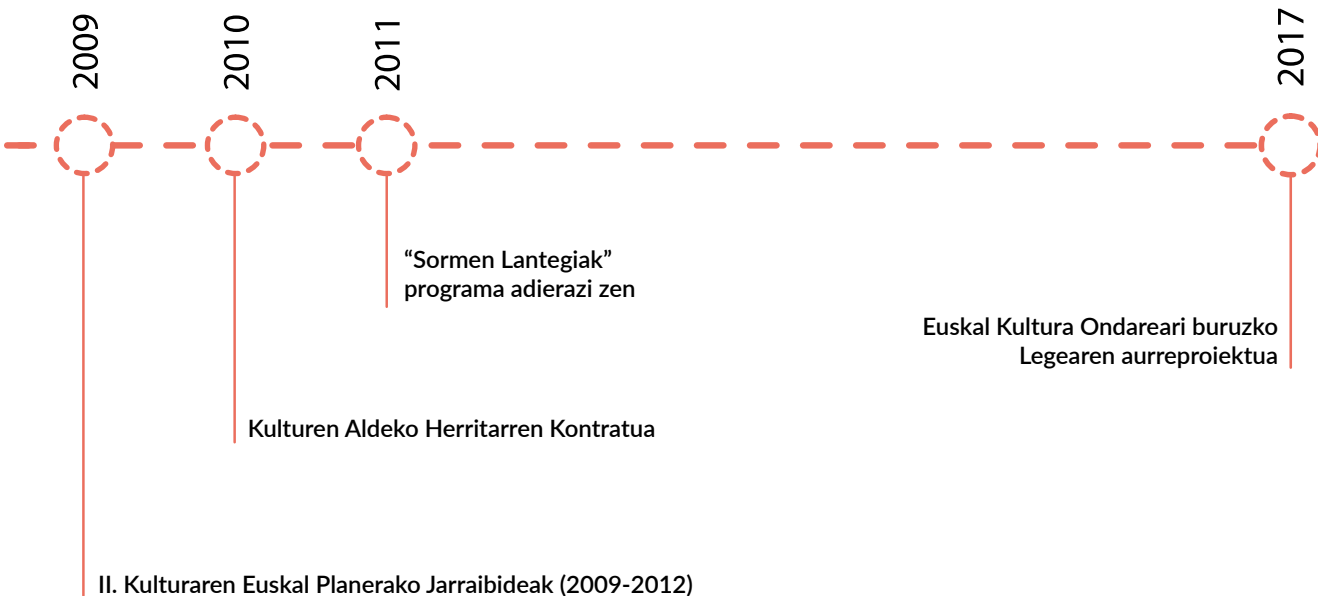 2009
2010
2011
2017
“Sormen Lantegiak”
programa adierazi zen
Euskal Kultura Ondareari buruzko
Legearen aurreproiektua
Kulturen Aldeko Herritarren Kontratua
II. Kulturaren Euskal Planerako Jarraibideak (2009-2012)